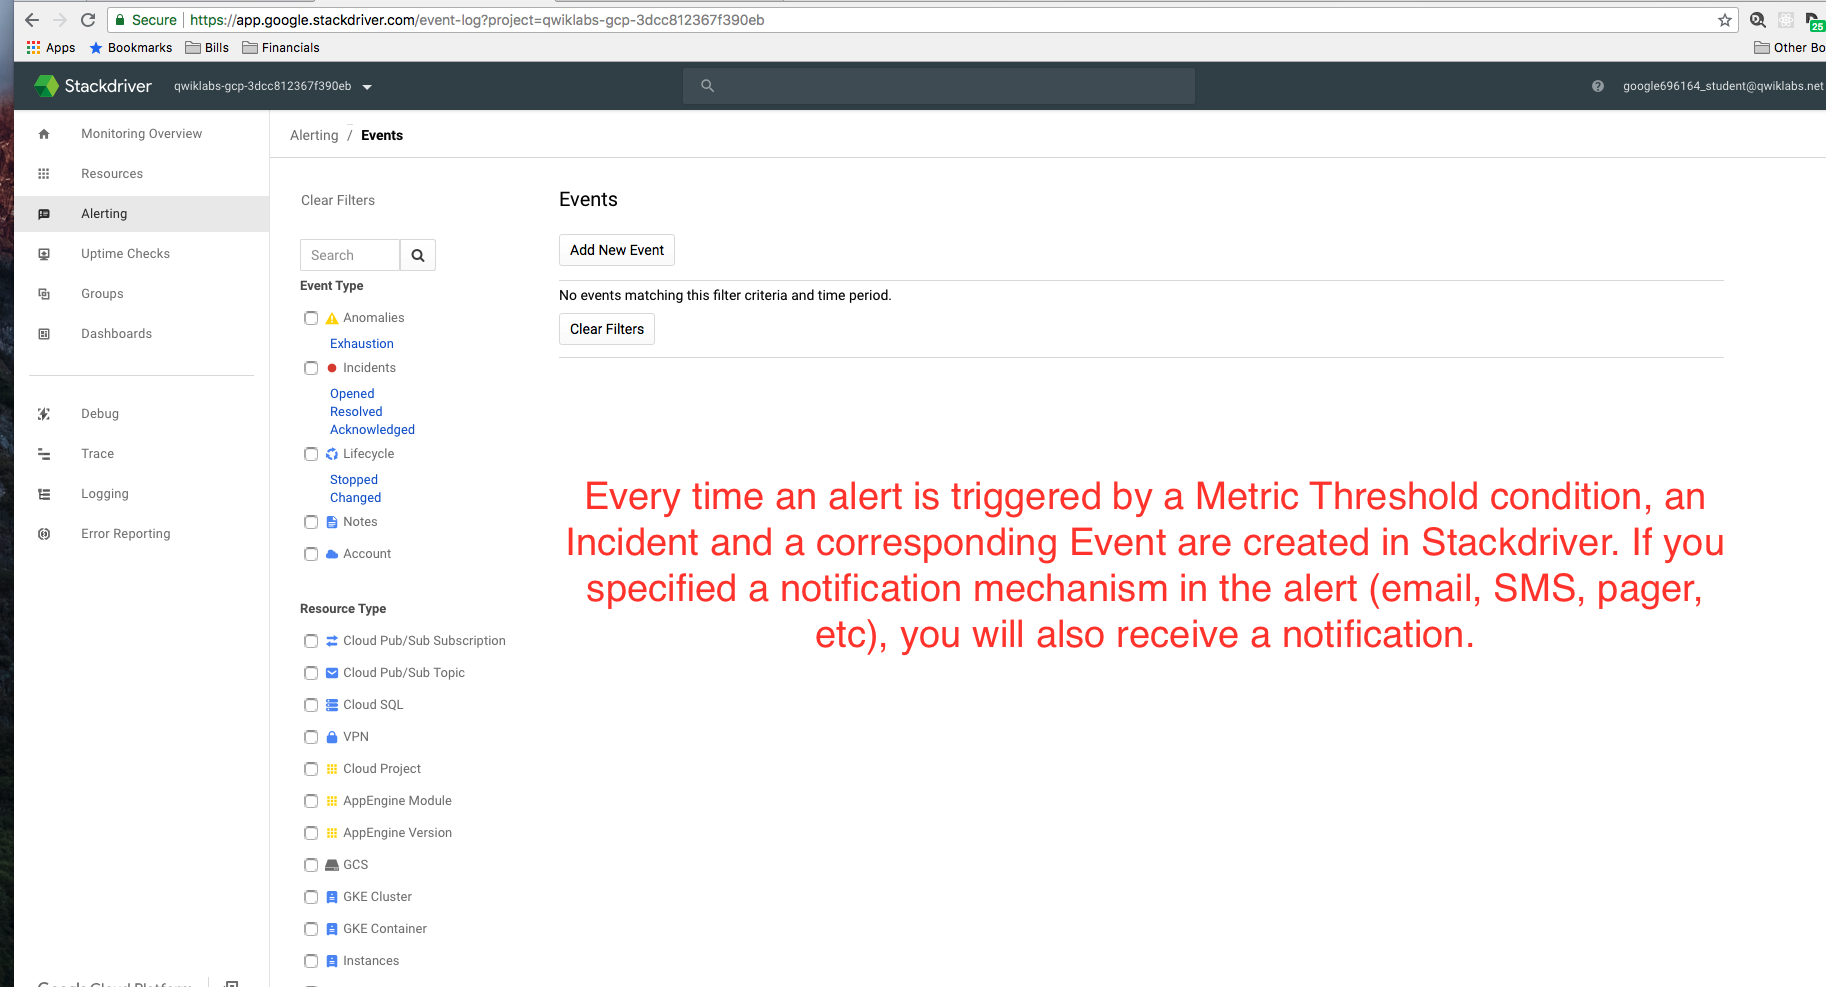 Secure https://app.google.stackdriver.com/event-log?project=qwiklabs-gcp-3dcc812367f390eb
25
Apps Bookmarks Bills Financials
Stackdriver qwiklabs-gcp-3dcc812367f390eb google696164_student@qwiklabs.net
Monitoring Overview
Resources
Alerting
Uptime Checks
Groups
Dashboards
Debug
Trace
Logging
Error Reporting
Google Cloud Platform
Alerting / Events
Clear Filters
Search
Event Type
Anomalies
Exhaustion
Incidents
Opened
Resolved
Acknowledged
Lifecycle
Stopped
Changed
Notes
Account
Resource Type
Cloud Pub/Sub Subscription
Cloud Pub/Sub Topic
Cloud SQL
VPN
Cloud Project
AppEngine Module
AppEngine Version
GCS
GKE Cluster
GKE Container
Instances
Events
Add New Event
No events matching this filter criteria and time period.
Clear Filters
Every time an alert is triggered by a Metric Threshold condition, an
Incident and a corresponding Event are created in Stackdriver. If you
specified a notification mechanism in the alert (email, SMS, pager,
etc), you will also receive a notification.